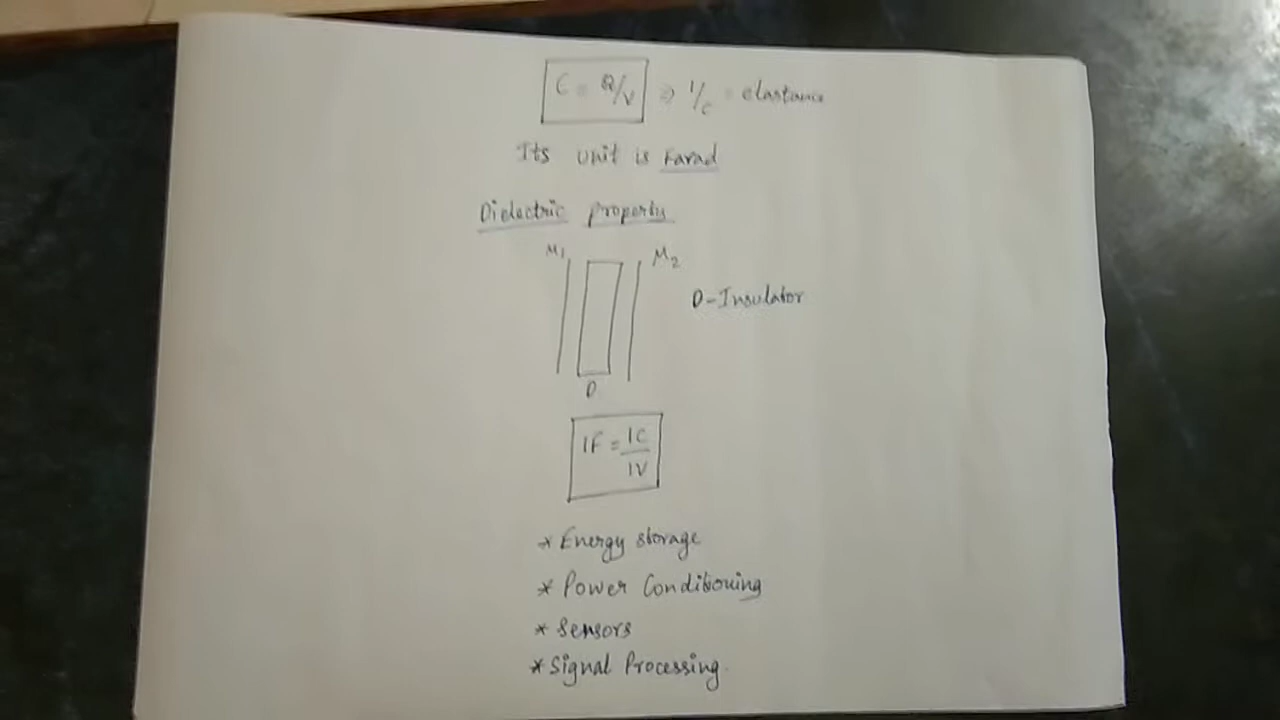 C = Q/V ⇒ 1/C = elastance
Its unit is Farad
Dielectric Property
M1 M2
D-Insulator
D
1F = 1C/1V
* Energy storage
* Power Conditioning
* Sensors
* Signal Processing.